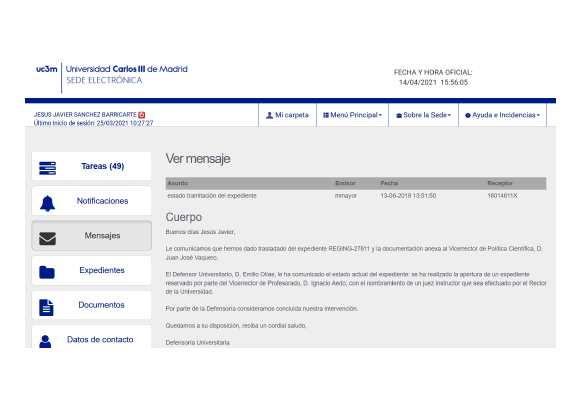 uc3m Universidad Carlos III de Madrid
SEDE ELECTRÓNICA
FECHA Y HORA OFICIAL:
14/04/2021 15:56:05
JESUS JAVIER SANCHEZ BARRICARTE
Último Inicio de sesión: 25/03/2021 10:27:27
Mi carpeta
Menú Principal
Sobre la Sede
Ayuda e Incidencias
Tareas (49)
Notificaciones
Mensajes
Expedientes
Documentos
Datos de contacto
Ver mensaje
Asunto Emisor Fecha Receptor
estado tramitación del expediente mmayor 13-06-2019 13:51:50 16014611X
Cuerpo
Buenos días Jesús Javier,
Le comunicamos que hemos dado trasladado del expediente REGING-27611 y la documentación anexa al Vicerrector de Política Científica, D.
Juan José Vaquero.
El Defensor Universitario, D. Emilio Olías, le ha comunicado el estado actual del expediente: se ha realizado la apertura de un expediente
reservado por parte del Vicerrector de Profesorado, D. Ignacio Aedo, con el nombramiento de un juez instructor que sea efectuado por el Rector
de la Universidad.
Por parte de la Defensoría consideramos concluida nuestra intervención.
Quedamos a su disposición, reciba un cordial saludo,
Defensoría Universitaria